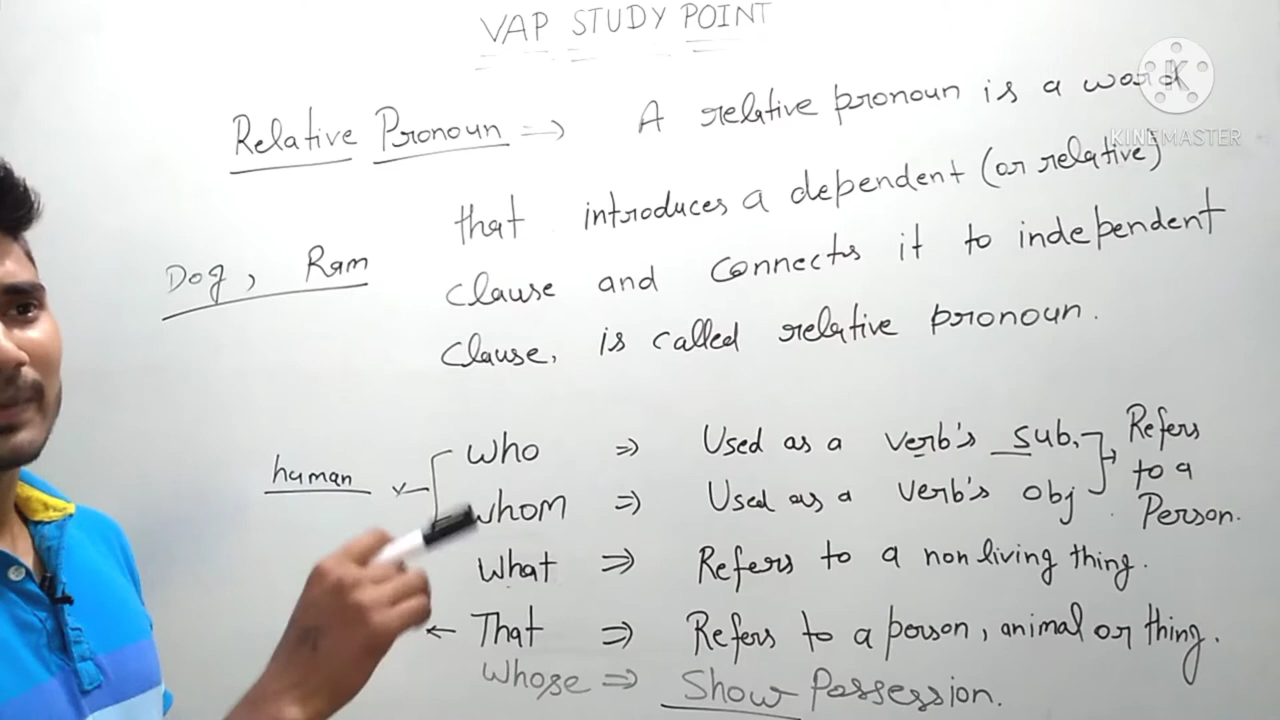 VAP STUDY POINT
Relative Pronoun => A relative pronoun is a word
KINEMASTER
that introduces a dependent (or relative)
Dog, Ram
clause and connects it to independent
clause, is called relative pronoun.
human
who => Used as a verb's sub,
whom => Used as a verb's obj
Refers
to a
Person.
what => Refers to a non living thing.
← That => Refers to a person, animal or thing.
Whose => Show Possession.